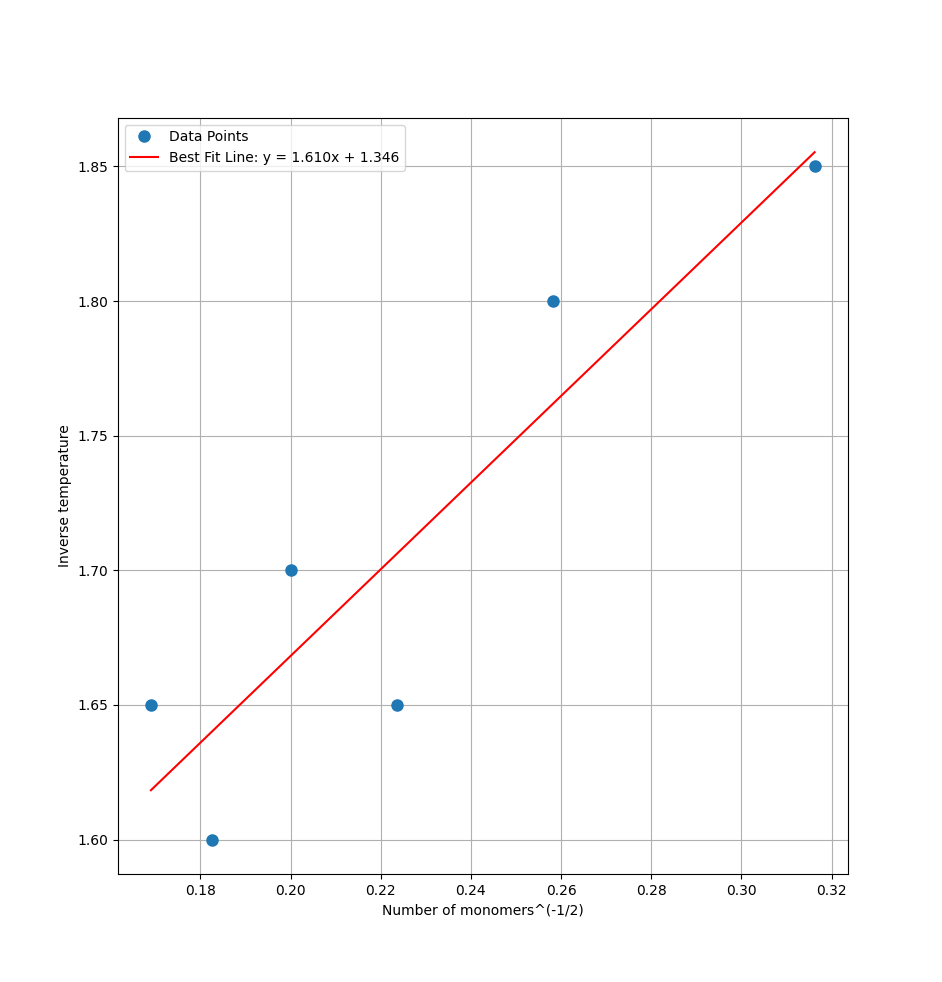 Data Points
Best Fit Line: y = 1.610x + 1.346
1.85
1.80
1.75
1.70
1.65
1.60
Inverse temperature
0.18 0.20 0.22 0.24 0.26 0.28 0.30 0.32
Number of monomers^(-1/2)